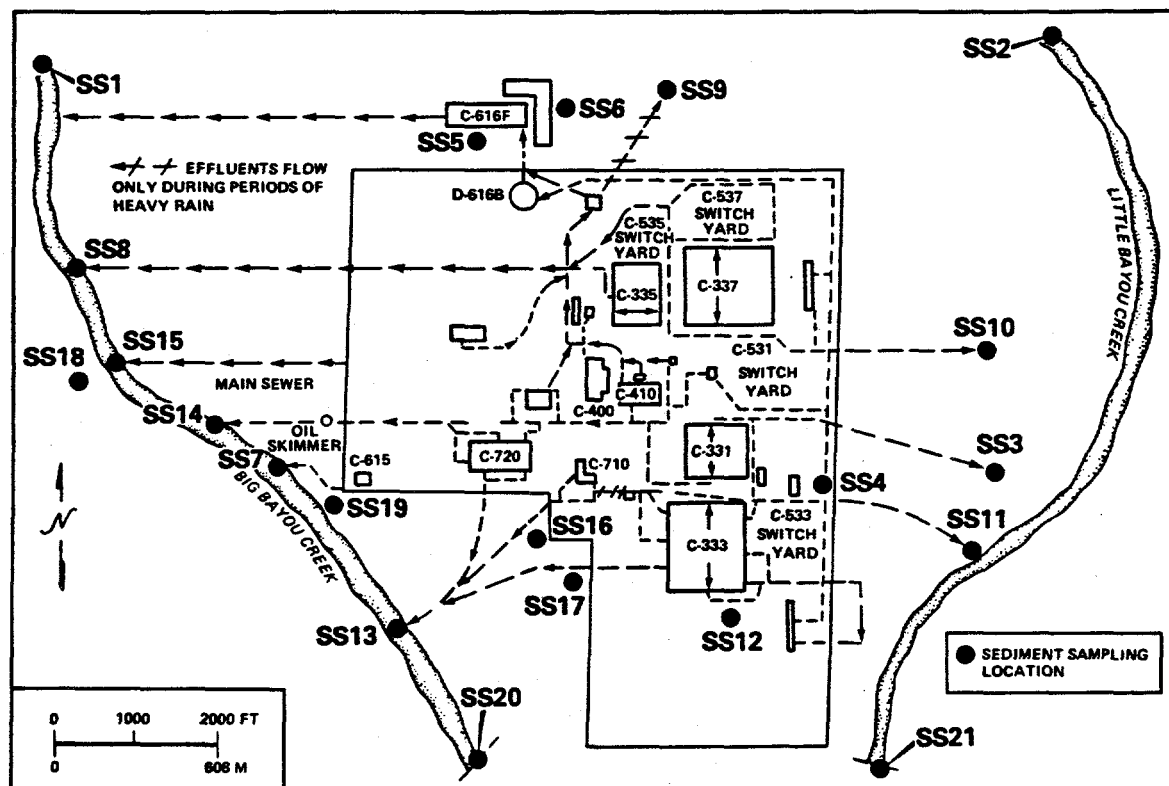 SS1
SS2
SS9
SS6
C-616F
SS5
EFFLUENTS FLOW
ONLY DURING PERIODS OF
HEAVY RAIN
D-616B
C-537
SWITCH
YARD
C-535
SWITCH
YARD
LITTLE BAYOU CREEK
SS8
C-335
C-337
SS15
SS18
MAIN SEWER
SS10
C-531
SWITCH
YARD
C-410
C-400
SS14
OIL
SKIMMER
SS7
C-615
C-720
C-710
C-331
SS3
SS4
SS19
BIG BAYOU CREEK
N
SS16
C-533
SWITCH
YARD
SS11
C-333
SS17
SS12
SS13
SEDIMENT SAMPLING
LOCATION
SS20
SS21
0 1000 2000 FT
0 606 M